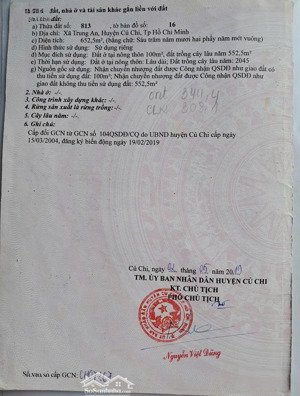 đất, nhà ở và tài sản khác gắn liền với đất
a) Thửa đất số: 813 tờ bản đồ số: 16
b) Địa chỉ: Xã Trung An, Huyện Củ Chi, Tp Hồ Chí Minh
c) Diện tích: 652,5m², (bằng chữ: Sáu trăm năm mươi hai phẩy năm mét vuông)
d) Hình thức sử dụng: Sử dụng riêng
đ) Mục đích sử dụng: Đất ở tại nông thôn 100m², đất trồng cây lâu năm 552,5m²
e) Thời hạn sử dụng: Đất ở tại nông thôn: Lâu dài; Đất trồng cây lâu năm: 2045
g) Nguồn gốc sử dụng: Nhận chuyển nhượng đất được Công nhận QSDĐ như giao đất có
thu tiền sử dụng đất: 100m²; Nhận chuyển nhượng đất được Công nhận QSDĐ như
giao đất không thu tiền sử dụng đất: 552,5m²
2. Nhà ở: -/-
3. Công trình xây dựng khác: -/-
4. Rừng sản xuất là rừng trồng: -/-
5. Cây lâu năm: -/-
6. Ghi chú:
Cấp đổi GCN từ GCN số 104QSDĐ/CQ do UBND huyện Củ Chi cấp ngày
15/03/2004, đăng ký biến động ngày 19/02/2019
Củ Chi, ngày tháng 05 năm 2019
TM. ỦY BAN NHÂN DÂN HUYỆN CỦ CHI
KT. CHỦ TỊCH
PHÓ CHỦ TỊCH
Nguyễn Việt Dũng
Số vào sổ cấp GCN: